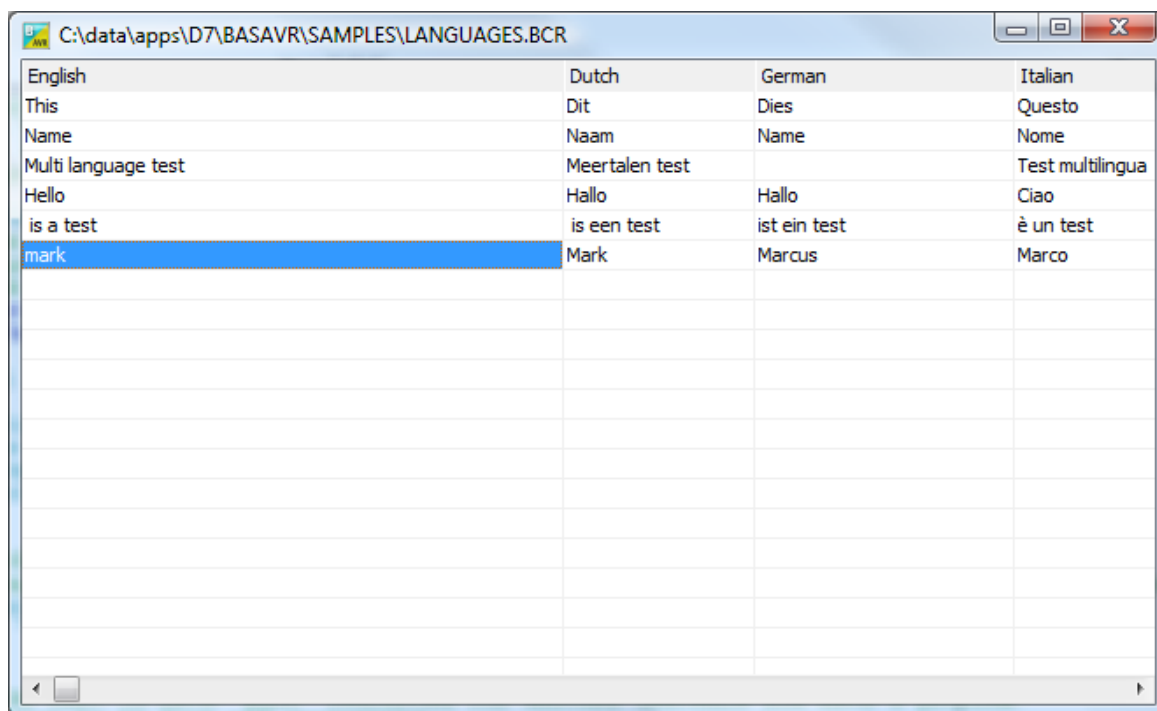 C:\data\apps\D7\BASAVR\SAMPLES\LANGUAGES.BCR
English Dutch German Italian
This Dit Dies Questo
Name Naam Name Nome
Multi language test Meertalen test Test multilingua
Hello Hallo Hallo Ciao
is a test is een test ist ein test è un test
mark Mark Marcus Marco